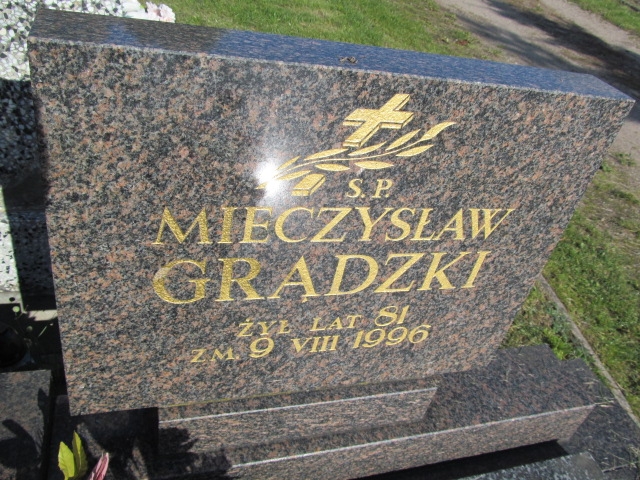 S.P.
MIECZYSŁAW
GRĄDZKI
ŻYŁ LAT 81
ZM. 9 VIII 1996